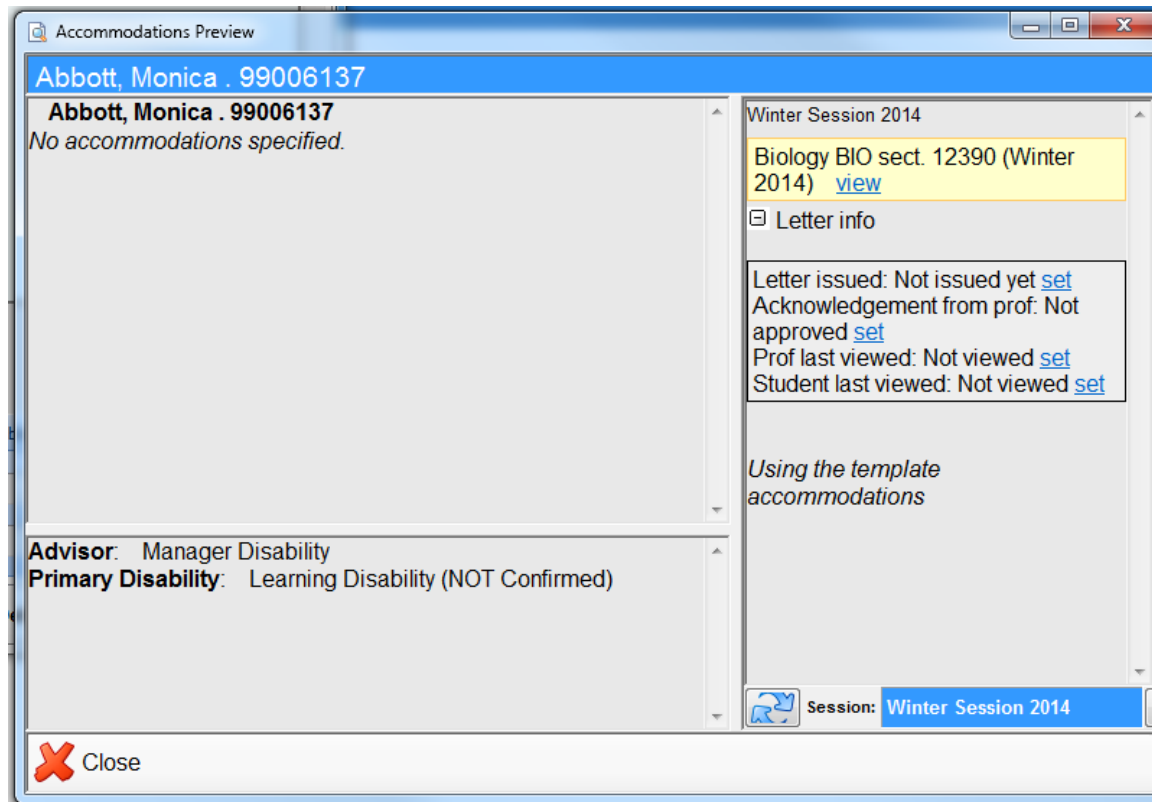 Accommodations Preview
Abbott, Monica . 99006137
Abbott, Monica . 99006137
No accommodations specified.
Advisor: Manager Disability
Primary Disability: Learning Disability (NOT Confirmed)
Winter Session 2014
Biology BIO sect. 12390 (Winter
2014) view
Letter info
Letter issued: Not issued yet set
Acknowledgement from prof: Not
approved set
Prof last viewed: Not viewed set
Student last viewed: Not viewed set
Using the template
accommodations
Session: Winter Session 2014
Close